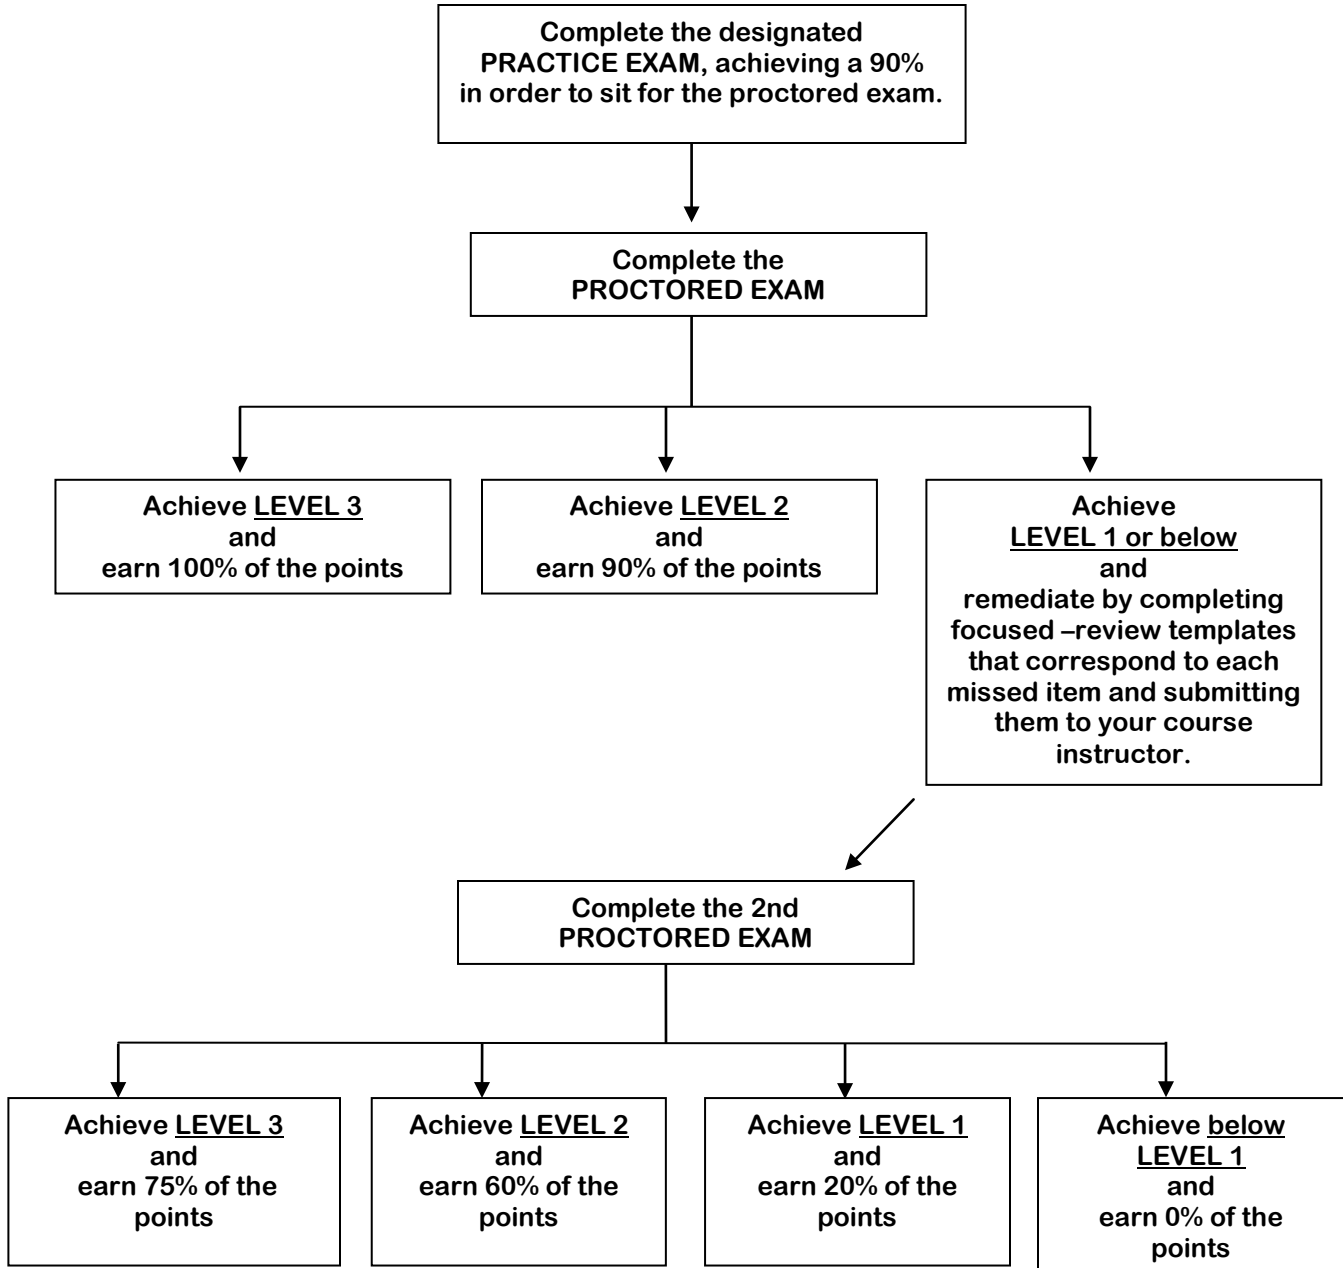 Complete the designated
PRACTICE EXAM, achieving a 90%
in order to sit for the proctored exam.
Complete the
PROCTORED EXAM
Achieve LEVEL 3
and
earn 100% of the points
Achieve LEVEL 2
and
earn 90% of the points
Achieve
LEVEL 1 or below
and
remediate by completing
focused –review templates
that correspond to each
missed item and submitting
them to your course
instructor.
Complete the 2nd
PROCTORED EXAM
Achieve LEVEL 3
and
earn 75% of the
points
Achieve LEVEL 2
and
earn 60% of the
points
Achieve LEVEL 1
and
earn 20% of the
points
Achieve below
LEVEL 1
and
earn 0% of the
points